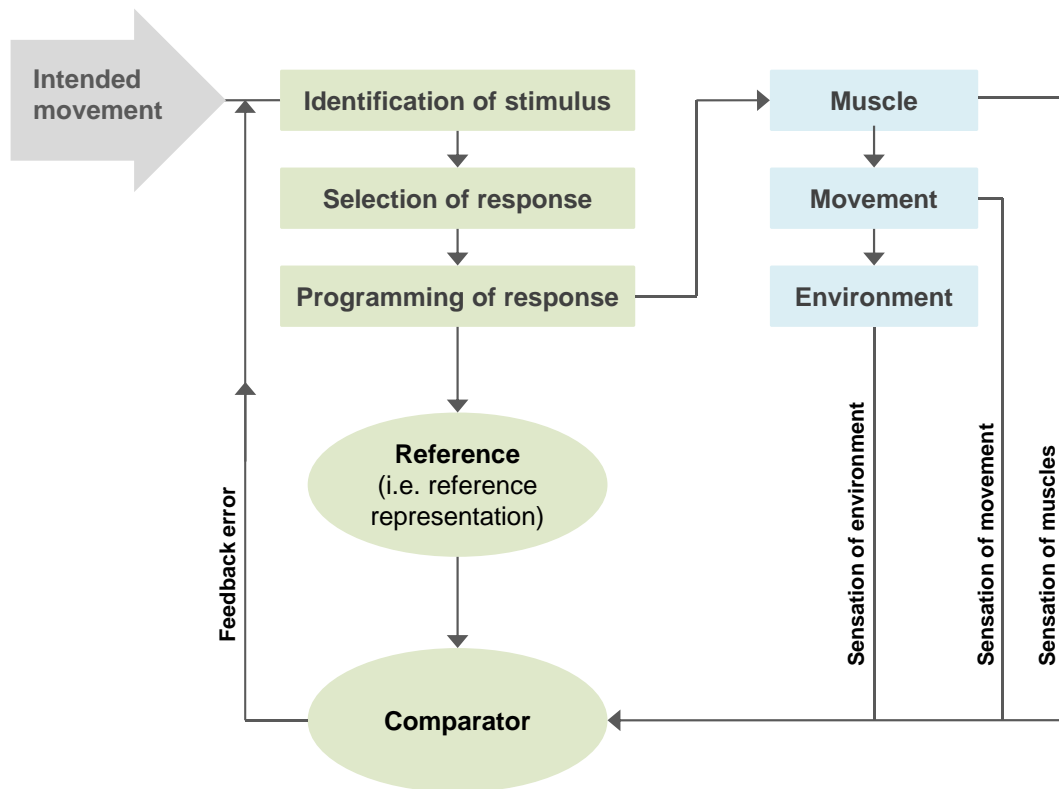 Intended
movement
Identification of stimulus
Selection of response
Programming of response
Reference
(i.e. reference
representation)
Comparator
Feedback error
Muscle
Movement
Environment
Sensation of environment
Sensation of movement
Sensation of muscles